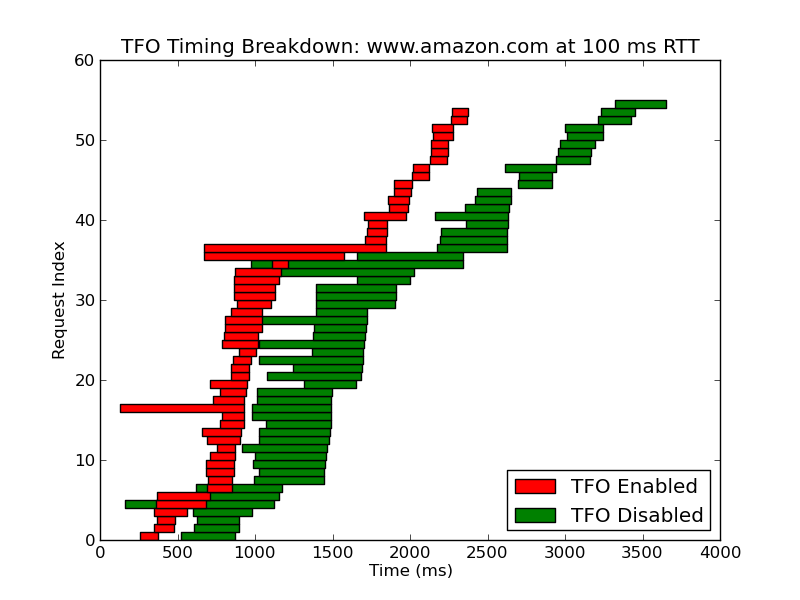 TFO Timing Breakdown: www.amazon.com at 100 ms RTT
60
50
40
30
20
10
0
Request Index
0 500 1000 1500 2000 2500 3000 3500 4000
Time (ms)
TFO Enabled
TFO Disabled